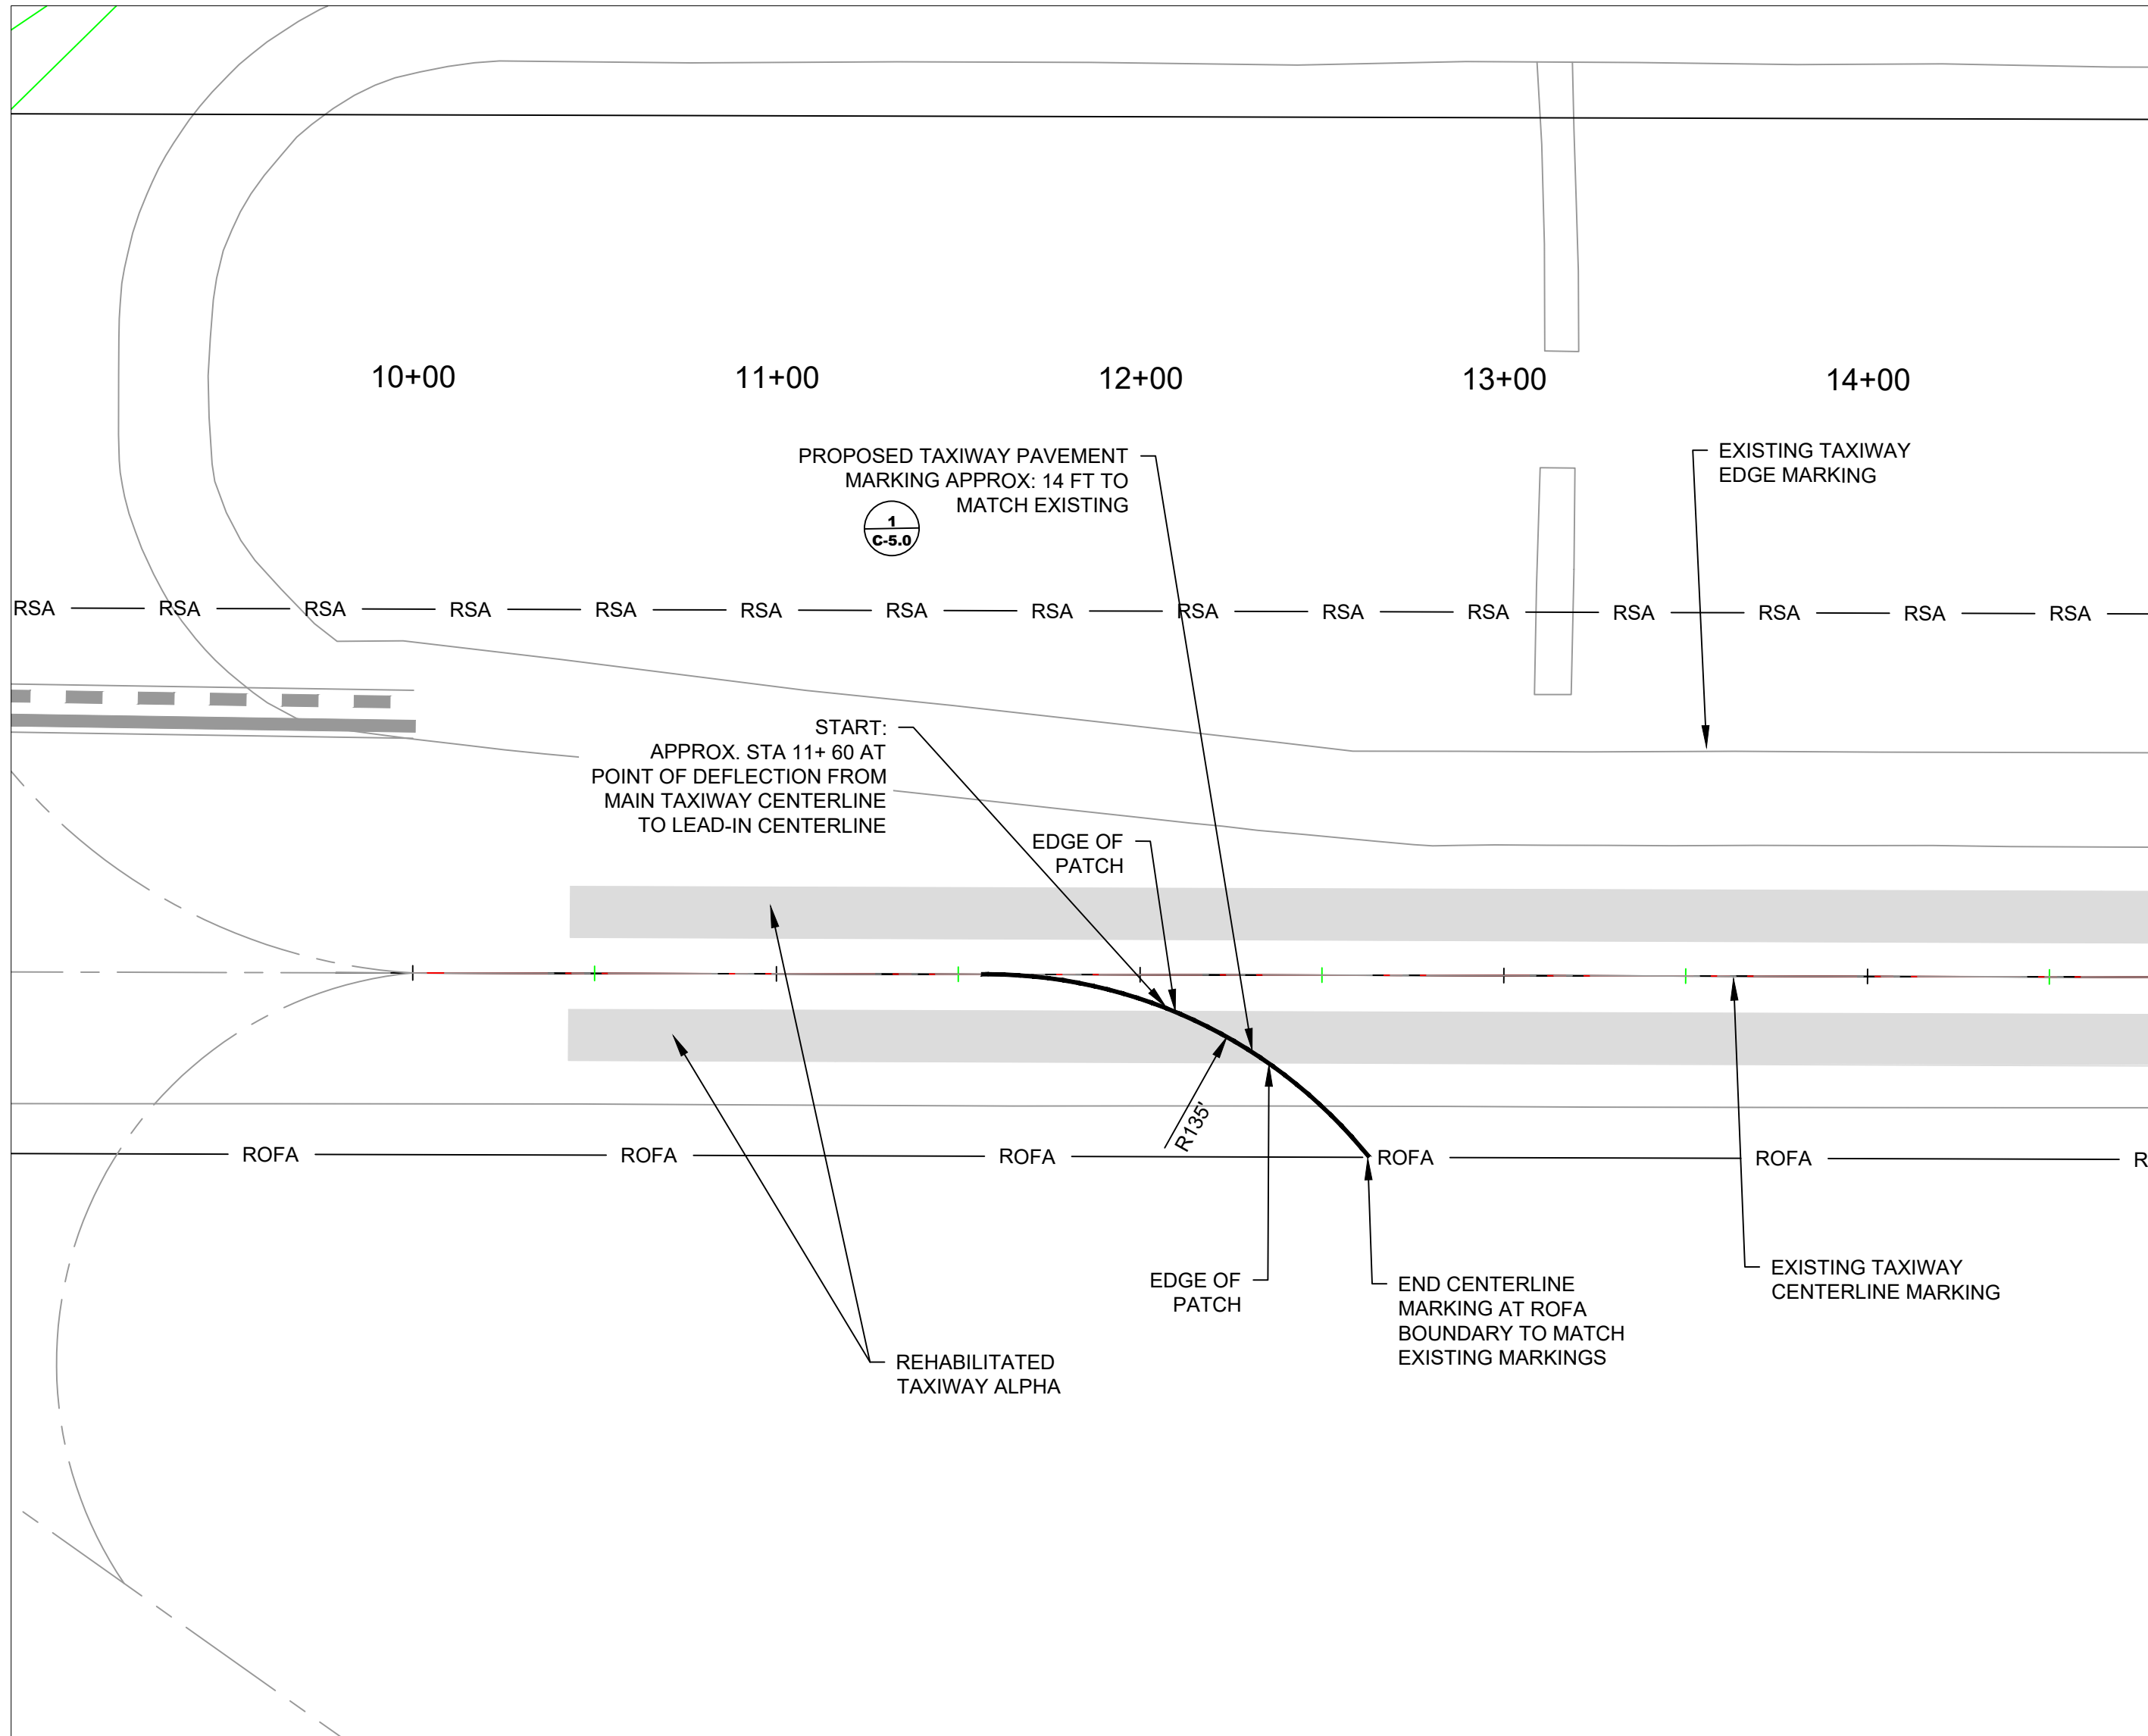 10+00 11+00 12+00 13+00 14+00
PROPOSED TAXIWAY PAVEMENT
MARKING APPROX: 14 FT TO
MATCH EXISTING
1
C-5.0
EXISTING TAXIWAY
EDGE MARKING
RSA RSA RSA RSA RSA RSA RSA RSA RSA RSA RSA RSA RSA RSA RSA
START:
APPROX. STA 11+ 60 AT
POINT OF DEFLECTION FROM
MAIN TAXIWAY CENTERLINE
TO LEAD-IN CENTERLINE
EDGE OF
PATCH
R135'
ROFA ROFA ROFA ROFA ROFA R
EDGE OF
PATCH
END CENTERLINE
MARKING AT ROFA
BOUNDARY TO MATCH
EXISTING MARKINGS
EXISTING TAXIWAY
CENTERLINE MARKING
REHABILITATED
TAXIWAY ALPHA